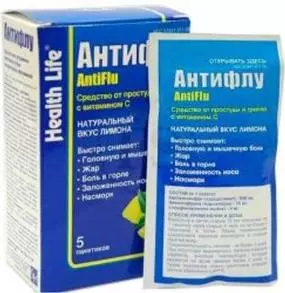 Health Life®
Антифлу
AntiFlu
Средство от простуды
с витамином С
НАТУРАЛЬНЫЙ
ВКУС ЛИМОНА
Быстро снимает:
• Головную и мышечную боль
• Жар
• Боль в горле
• Заложенность носа
• Насморк
5
пакетиков
ОТКРЫВАТЬ ЗДЕСЬ
Антифлу
AntiFlu
Средство от простуды и гриппа
с витамином С
НАТУРАЛЬНЫЙ ВКУС ЛИМОНА
Быстро снимает:
• Головную и мышечную боль
• Жар
• Боль в горле
• Заложенность носа
• Насморк